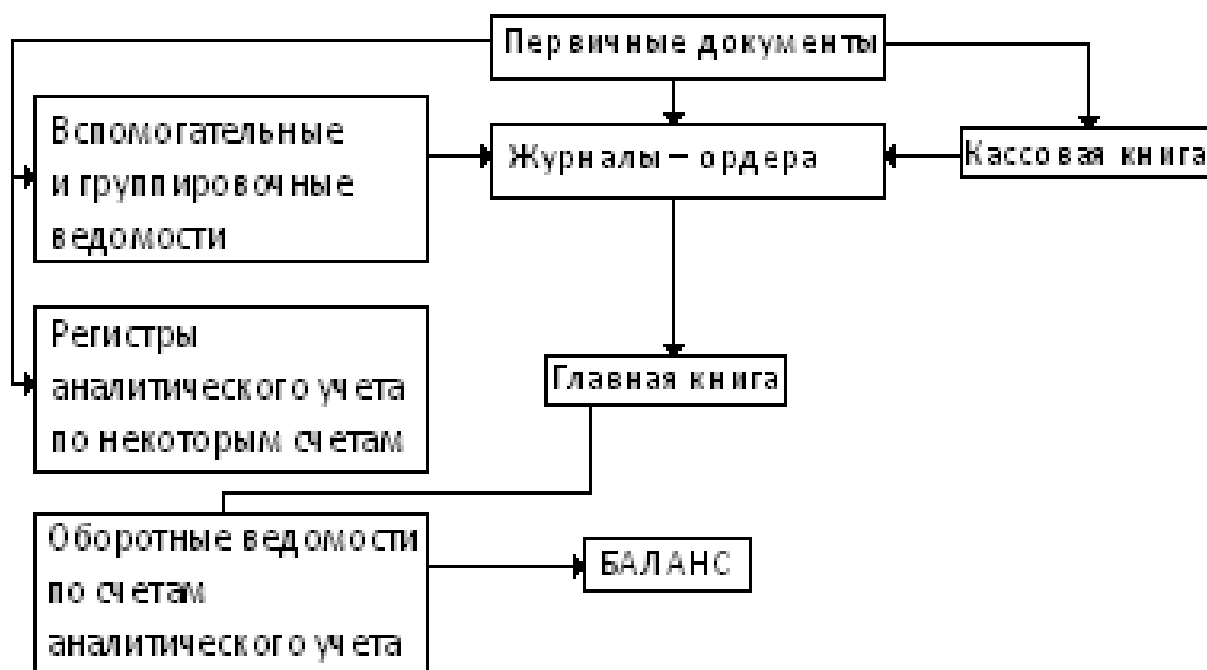 Первичные документы
Вспомогательные
и группировочные
ведомости
Журналы – ордера
Кассовая книга
Регистры
аналитического учета
по некоторым счетам
Главная книга
Оборотные ведомости
по счетам
аналитического учета
БАЛАНС